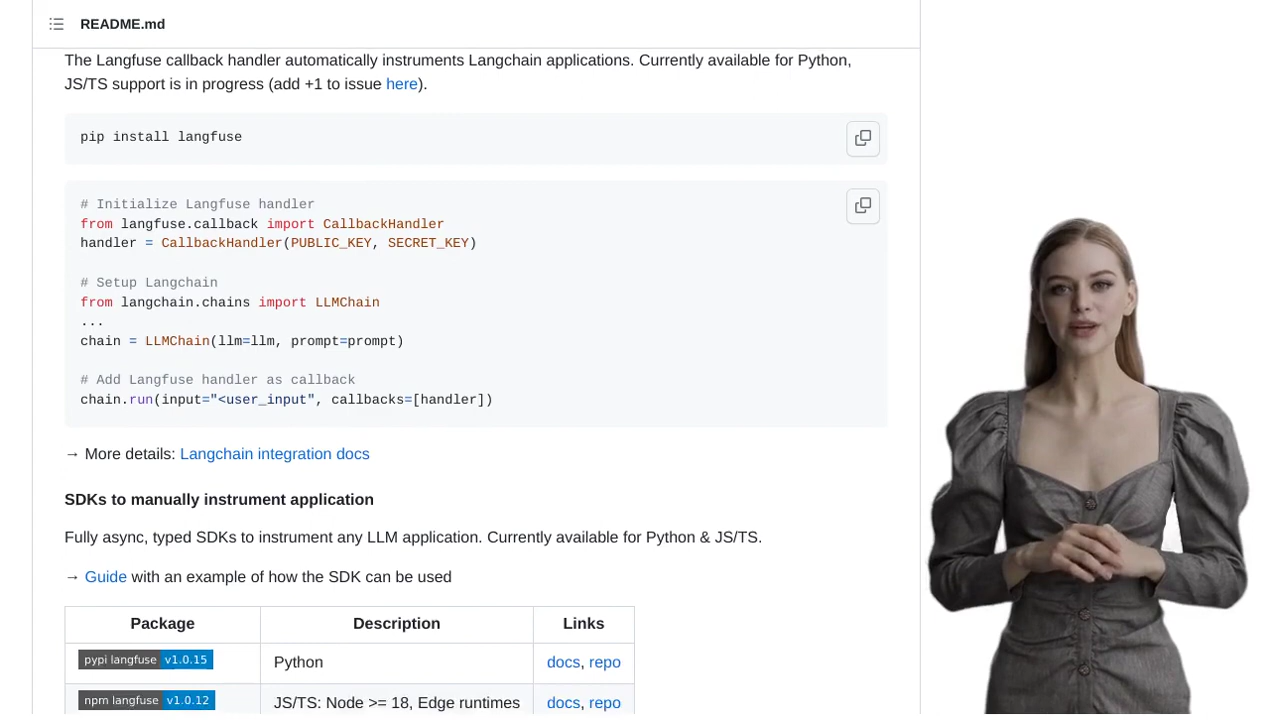 README.md
The Langfuse callback handler automatically instruments Langchain applications. Currently available for Python,
JS/TS support is in progress (add +1 to issue here).
pip install langfuse
# Initialize Langfuse handler
from langfuse.callback import CallbackHandler
handler = CallbackHandler(PUBLIC_KEY, SECRET_KEY)
# Setup Langchain
from langchain.chains import LLMChain
...
chain = LLMChain(llm=llm, prompt=prompt)
# Add Langfuse handler as callback
chain.run(input="<user_input", callbacks=[handler])
→ More details: Langchain integration docs
SDKs to manually instrument application
Fully async, typed SDKs to instrument any LLM application. Currently available for Python & JS/TS.
→ Guide with an example of how the SDK can be used
Package Description Links
pypi langfuse v1.0.15 Python docs, repo
npm langfuse v1.0.12 JS/TS: Node >= 18, Edge runtimes docs, repo